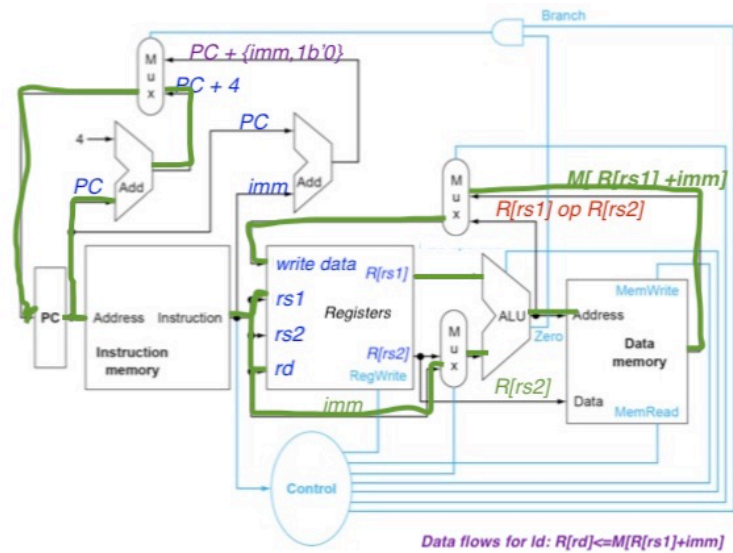 Branch
M
u
x
PC + {imm,1b'0}
PC + 4
4
Add
PC
PC
imm
Add
M
u
x
M[ R[rs1] +imm]
R[rs1] op R[rs2]
PC
Address
Instruction
Instruction
memory
write data
rs1
rs2
rd
R[rs1]
Registers
R[rs2]
RegWrite
imm
M
u
x
ALU
Zero
R[rs2]
MemWrite
Address
Data
memory
Data
MemRead
Control
Data flows for ld: R[rd]<=M[R[rs1]+imm]